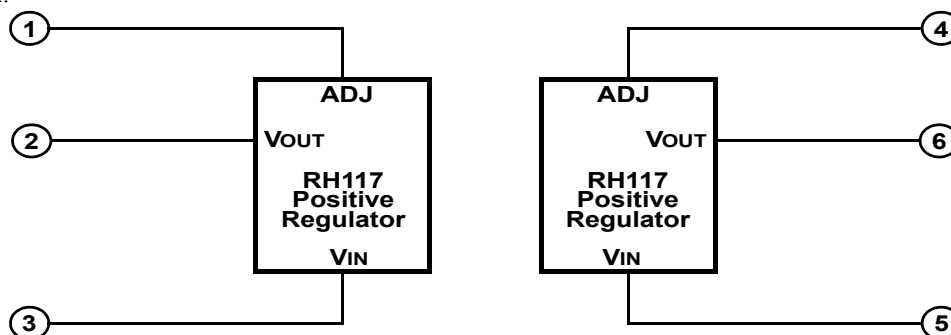 1
ADJ
VOUT
RH117
Positive
Regulator
VIN
2
3
4
ADJ
VOUT
RH117
Positive
Regulator
VIN
6
5